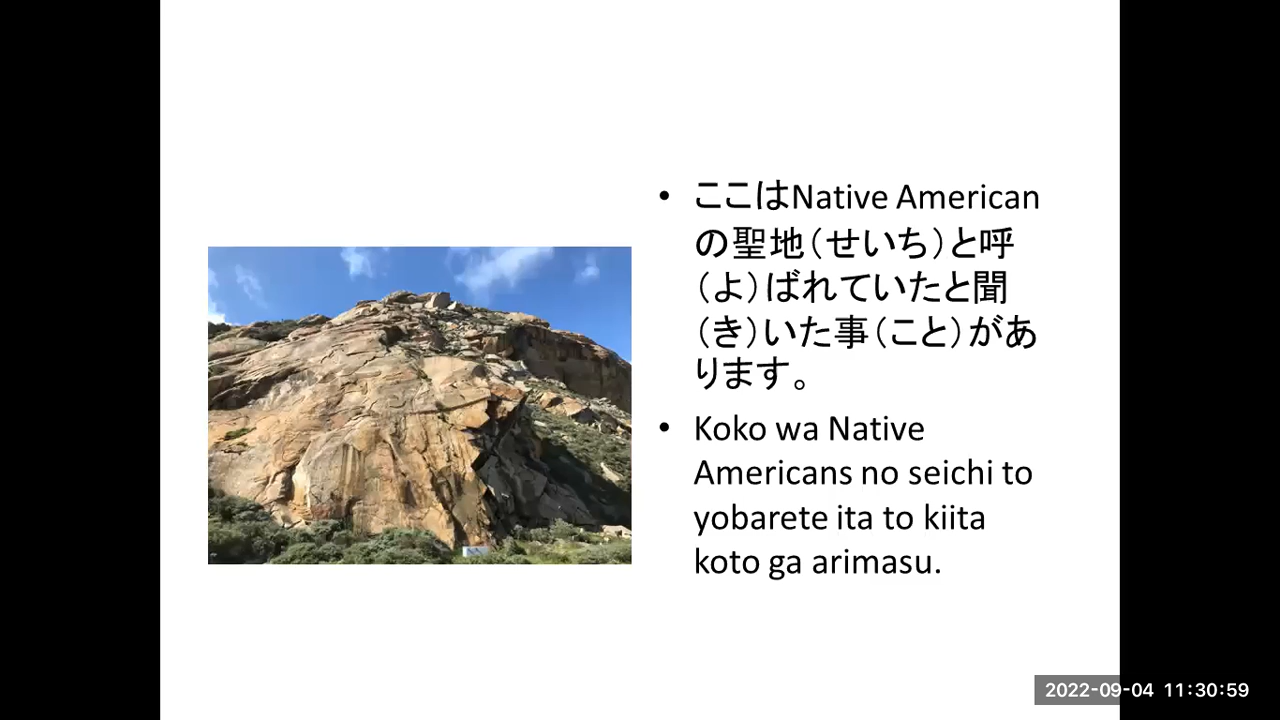 • ここはNative American
の聖地（せいち）と呼
（よ）ばれていたと聞
（き）いた事（こと）があ
ります。
• Koko wa Native
Americans no seichi to
yobarete ita to kiita
koto ga arimasu.
2022-09-04 11:30:59